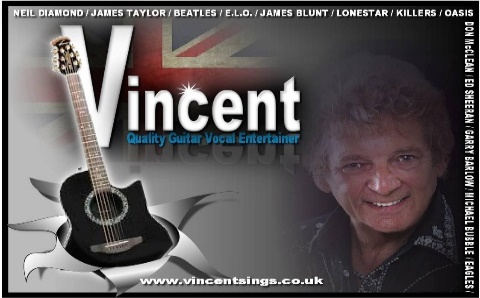 NEIL DIAMOND / JAMES TAYLOR / BEATLES / E.L.O. / JAMES BLUNT / LONESTAR / KILLERS / OASIS
DON McCLEAN / ED SHEERAN / GARRY BARLOW / MICHAEL BUBBLE / EAGLES /
Vincent
Quality Guitar Vocal Entertainer
www.vincentsings.co.uk